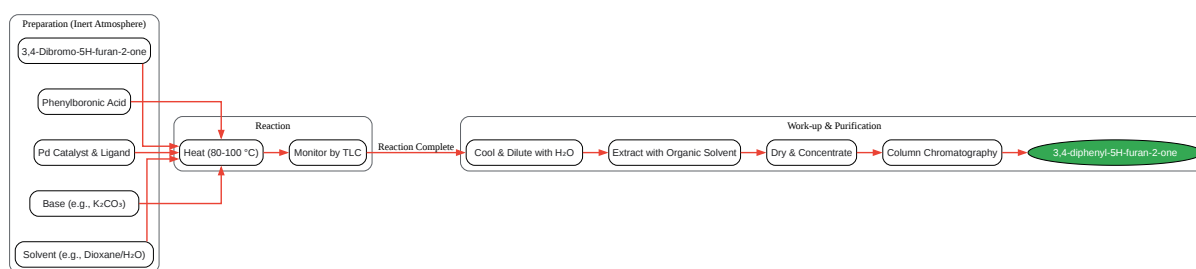 Preparation (Inert Atmosphere)
3,4-Dibromo-5H-furan-2-one
Phenylboronic Acid
Pd Catalyst & Ligand
Base (e.g., K₂CO₃)
Solvent (e.g., Dioxane/H₂O)
Reaction
Heat (80-100 °C)
Monitor by TLC
Reaction Complete
Work-up & Purification
Cool & Dilute with H₂O
Extract with Organic Solvent
Dry & Concentrate
Column Chromatography
3,4-diphenyl-5H-furan-2-one